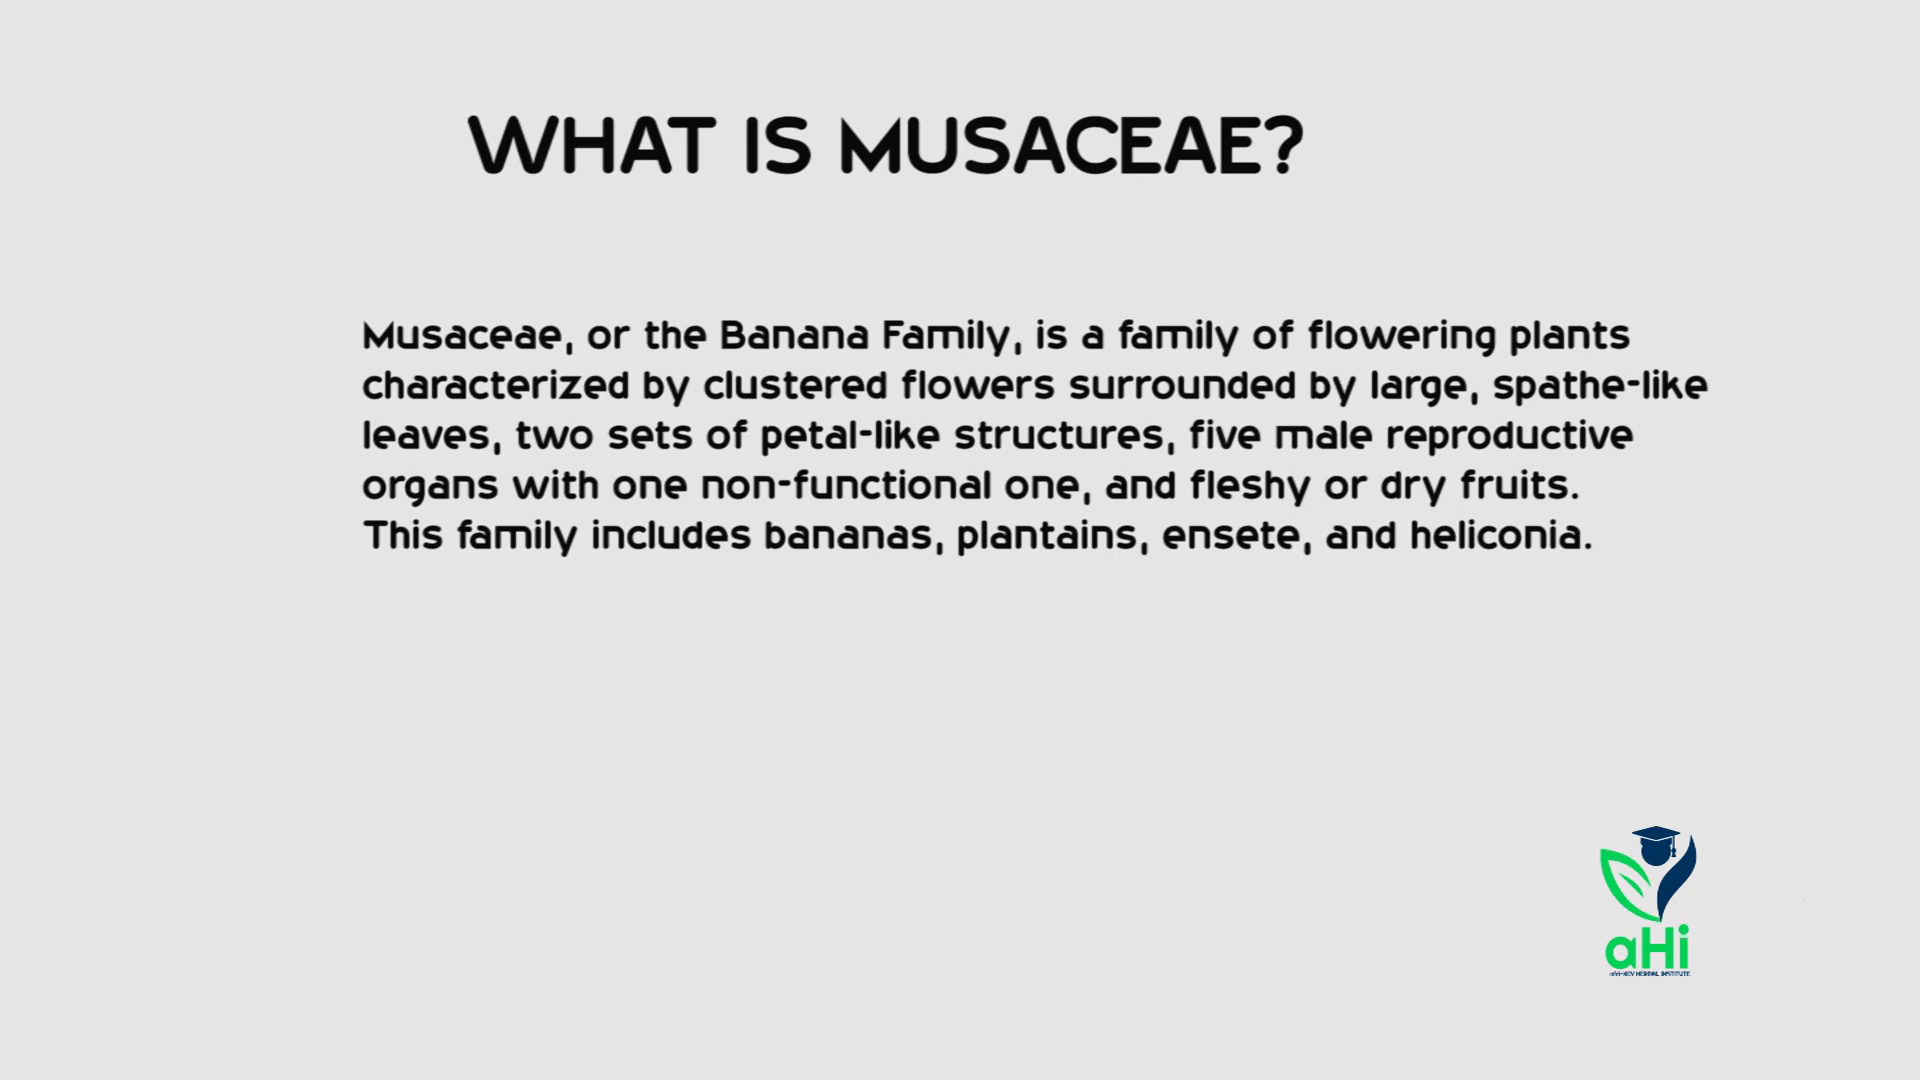 WHAT IS MUSACEAE?
Musaceae, or the Banana Family, is a family of flowering plants
characterized by clustered flowers surrounded by large, spathe-like
leaves, two sets of petal-like structures, five male reproductive
organs with one non-functional one, and fleshy or dry fruits.
This family includes bananas, plantains, ensete, and heliconia.
aHi
HERBAL INSTITUTE